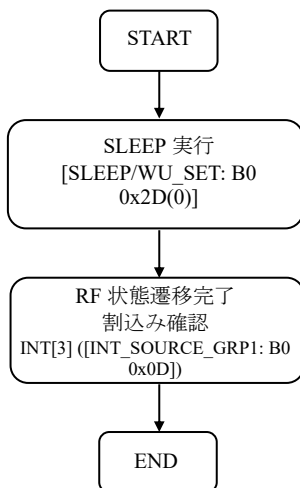 START
SLEEP 実行
[SLEEP/WU_SET: B0
0x2D(0)]
RF 状態遷移完了
割込み確認
INT[3] ([INT_SOURCE_GRP1: B0
0x0D])
END